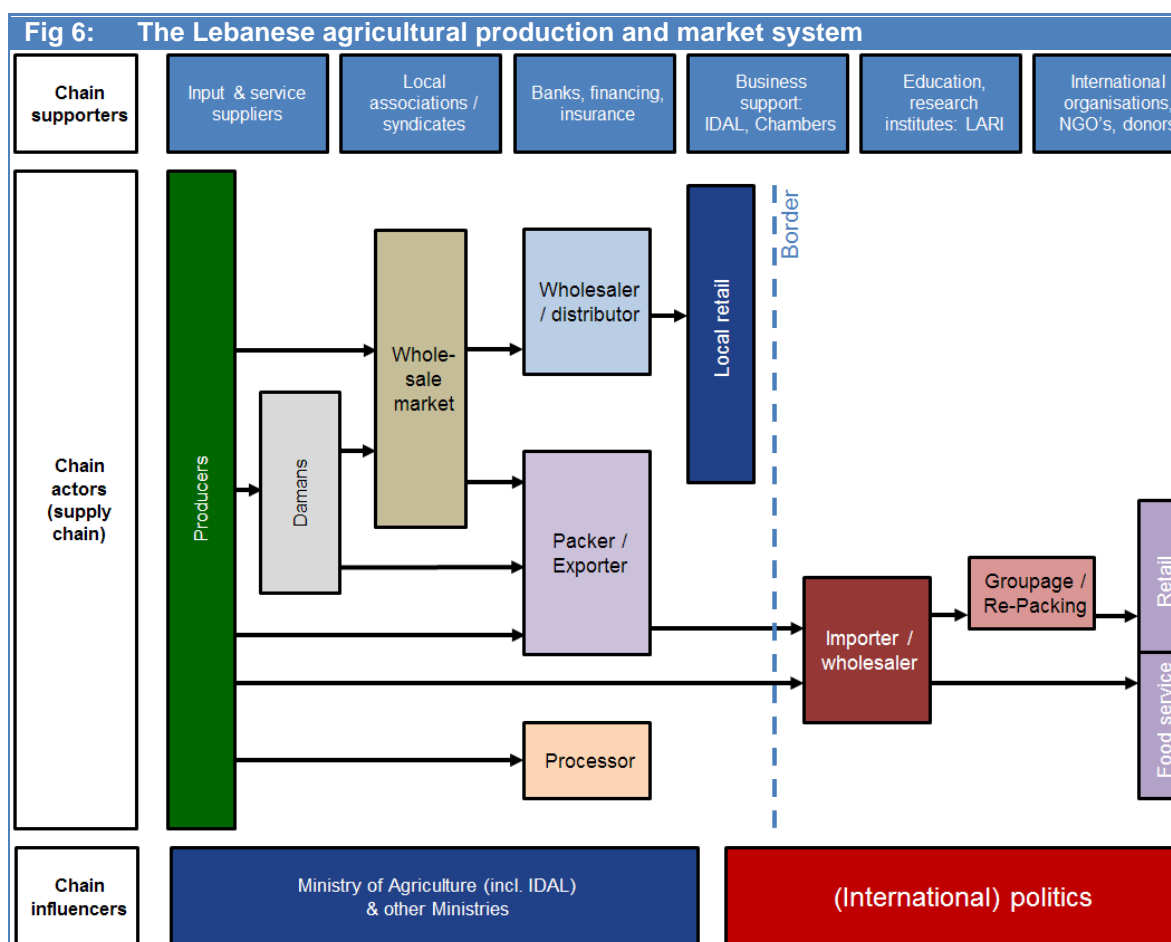 Fig 6: The Lebanese agricultural production and market system
Chain
supporters
Input & service
suppliers
Local
associations /
syndicates
Banks, financing,
insurance
Business
support:
IDAL, Chambers
Education,
research
institutes: LARI
International
organisations,
NGO's, donors
Chain
actors
(supply
chain)
Producers
Damans
Whole-
sale
market
Wholesaler
/ distributor
Packer /
Exporter
Processor
Local retail
Border
Importer /
wholesaler
Groupage /
Re-Packing
Retail
Food service
Chain
influencers
Ministry of Agriculture (incl. IDAL)
& other Ministries
(International) politics